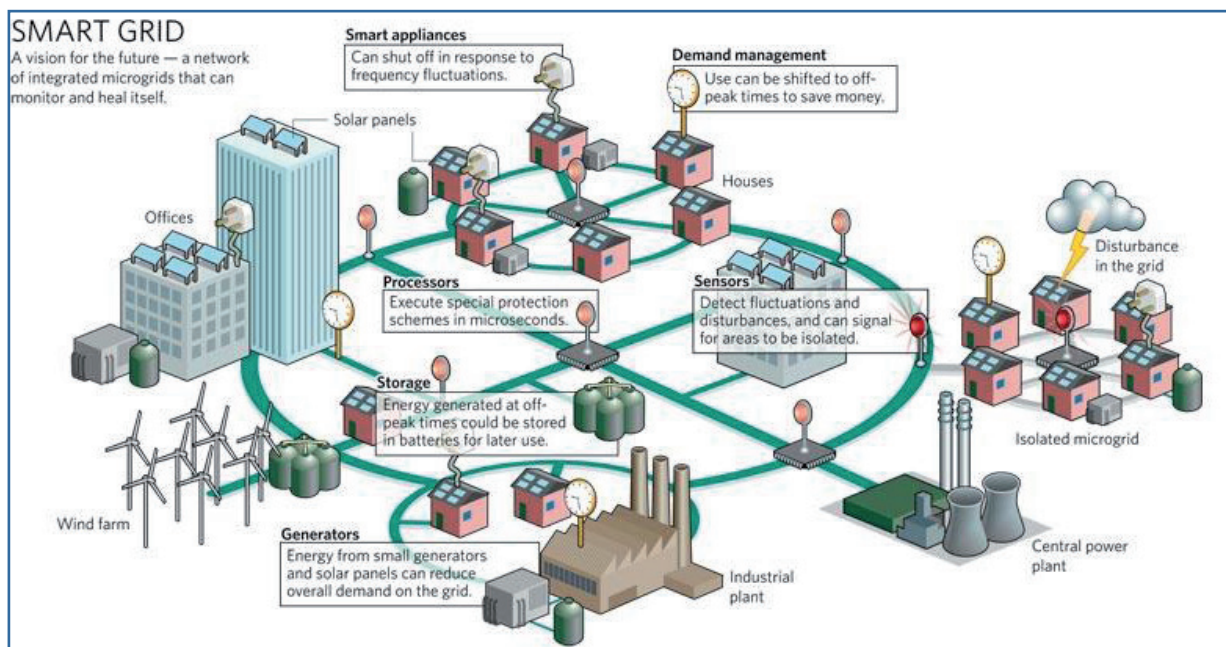 SMART GRID
A vision for the future — a network
of integrated microgrids that can
monitor and heal itself.
Smart appliances
Can shut off in response to
frequency fluctuations.
Demand management
Use can be shifted to off-
peak times to save money.
Solar panels
Houses
Offices
Disturbance
in the grid
Processors
Execute special protection
schemes in microseconds.
Sensors
Detect fluctuations and
disturbances, and can signal
for areas to be isolated.
Storage
Energy generated at off-
peak times could be stored
in batteries for later use.
Isolated microgrid
Wind farm
Generators
Energy from small generators
and solar panels can reduce
overall demand on the grid.
Industrial
plant
Central power
plant